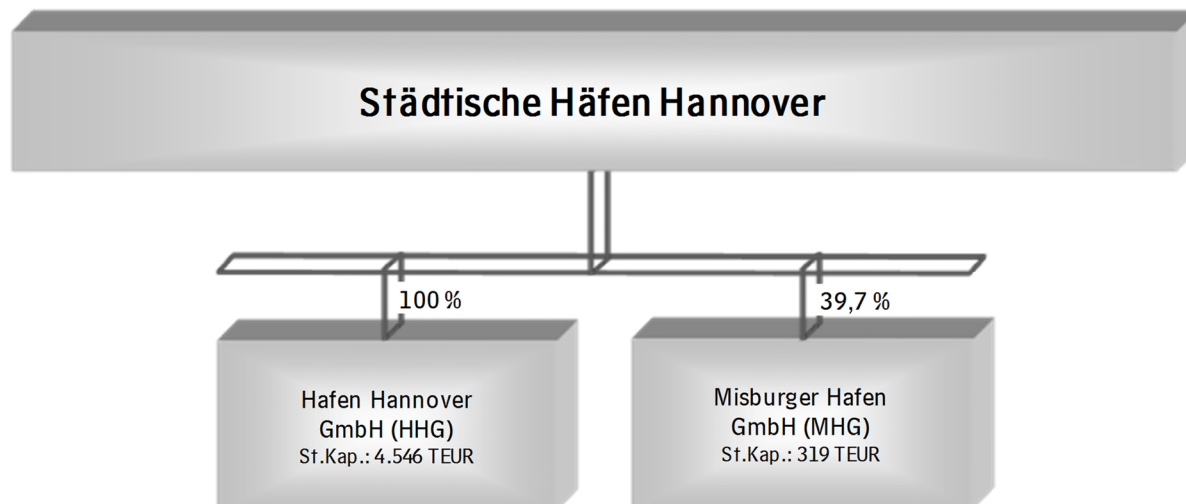 Städtische Häfen Hannover
100 %
39,7 %
Hafen Hannover
GmbH (HHG)
St.Kap.: 4.546 TEUR
Misburger Hafen
GmbH (MHG)
St.Kap.: 319 TEUR